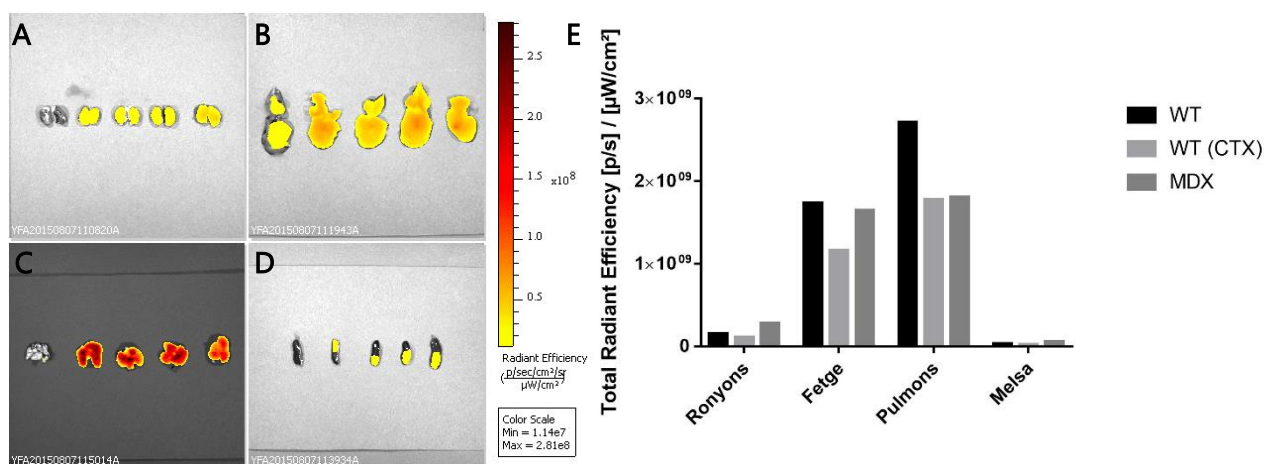 A
B
E
YFA20150807110820A
YFA20150807111943A
C
D
YFA20150807115014A
YFA20150807113934A
2.5
2.0
1.5
x10⁸
1.0
0.5
Radiant Efficiency
(p/sec/cm²/sr
µW/cm²)
Color Scale
Min = 1.14e7
Max = 2.81e8
Total Radiant Efficiency [p/s] / [µW/cm²]
3×10⁰⁹
2×10⁰⁹
1×10⁰⁹
0
Ronyons
Fetge
Pulmons
Melsa
WT
WT (CTX)
MDX